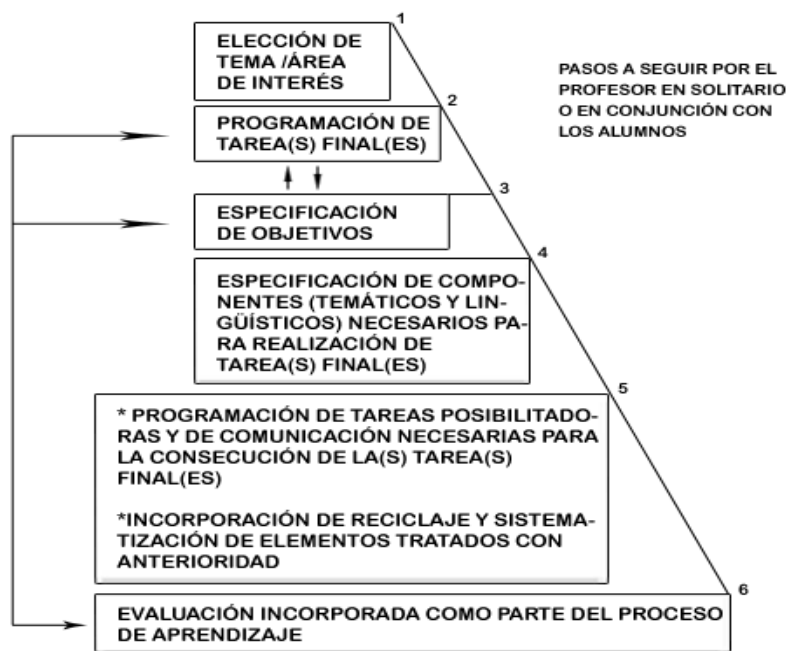 1
ELECCIÓN DE
TEMA /ÁREA
DE INTERÉS
PASOS A SEGUIR POR EL
PROFESOR EN SOLITARIO
O EN CONJUNCIÓN CON
LOS ALUMNOS
2
PROGRAMACIÓN DE
TAREA(S) FINAL(ES)
3
ESPECIFICACIÓN
DE OBJETIVOS
4
ESPECIFICACIÓN DE COMPO-
NENTES (TEMÁTICOS Y LIN-
GÜÍSTICOS) NECESARIOS PA-
RA REALIZACIÓN DE
TAREA(S) FINAL(ES)
5
* PROGRAMACIÓN DE TAREAS POSIBILITADO-
RAS Y DE COMUNICACIÓN NECESARIAS PARA
LA CONSECUCIÓN DE LA(S) TAREA(S)
FINAL(ES)
*INCORPORACIÓN DE RECICLAJE Y SISTEMA-
TIZACIÓN DE ELEMENTOS TRATADOS CON
ANTERIORIDAD
6
EVALUACIÓN INCORPORADA COMO PARTE DEL PROCESO
DE APRENDIZAJE